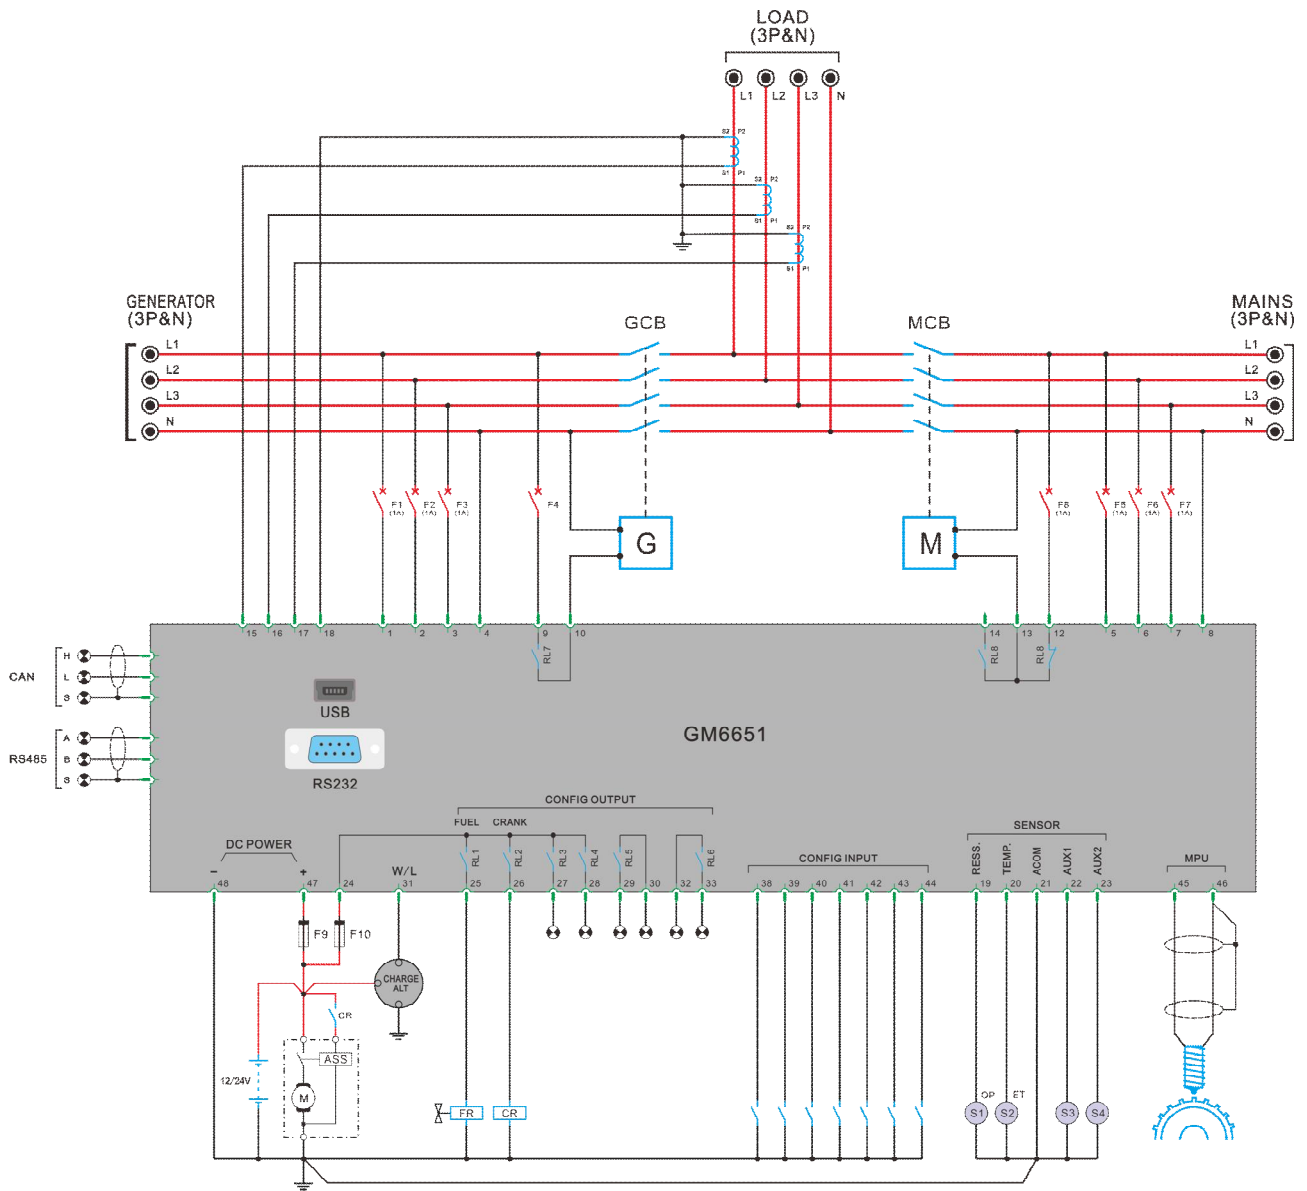 LOAD
(3P&N)
L1 L2 L3 N
S2 P2
S1 P1
S2 P2
S1 P1
S2 P2
S1 P1
GENERATOR
(3P&N)
GCB
MCB
MAINS
(3P&N)
L1
L2
L3
N
L1
L2
L3
N
F1
(1A)
F2
(1A)
F3
(1A)
F4
F8
(1A)
F5
(1A)
F6
(1A)
F7
(1A)
G
M
15 16 17 18 1 2 3 4 9 10 14 13 12 5 6 7 8
RL7
RL8
RL8
CAN
H
L
S
USB
GM6651
RS485
A
B
S
RS232
CONFIG OUTPUT
FUEL CRANK
DC POWER
- +
W/L
RL1 RL2 RL3 RL4 RL5 RL6
CONFIG INPUT
SENSOR
RESS. TEMP. ACOM AUX1 AUX2
MPU
48 47 24 31 25 26 27 28 29 30 32 33 38 39 40 41 42 43 44 19 20 21 22 23 45 46
F9 F10
CHARGE
ALT
CR
ASS
12/24V
M
FR
CR
OP ET
S1 S2 S3 S4